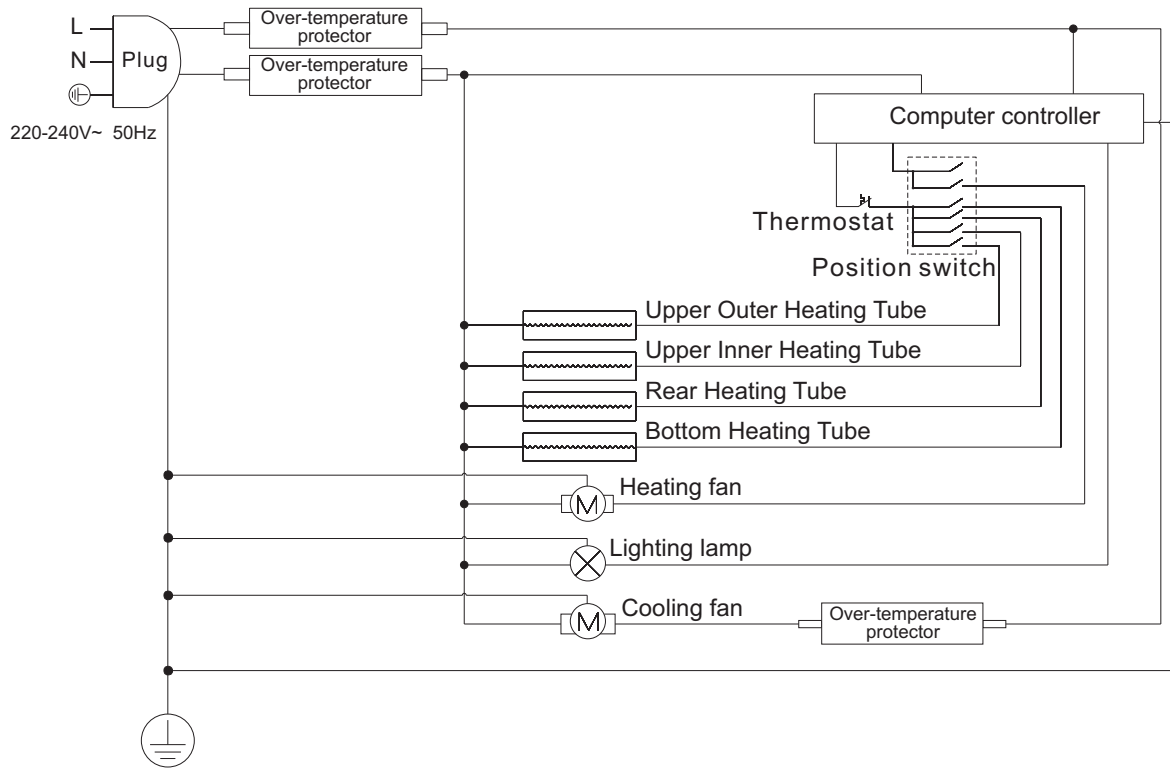 L
N
Plug
220-240V~ 50Hz
Over-temperature
protector
Over-temperature
protector
Computer controller
Thermostat
Position switch
Upper Outer Heating Tube
Upper Inner Heating Tube
Rear Heating Tube
Bottom Heating Tube
M
Heating fan
Lighting lamp
M
Cooling fan
Over-temperature
protector